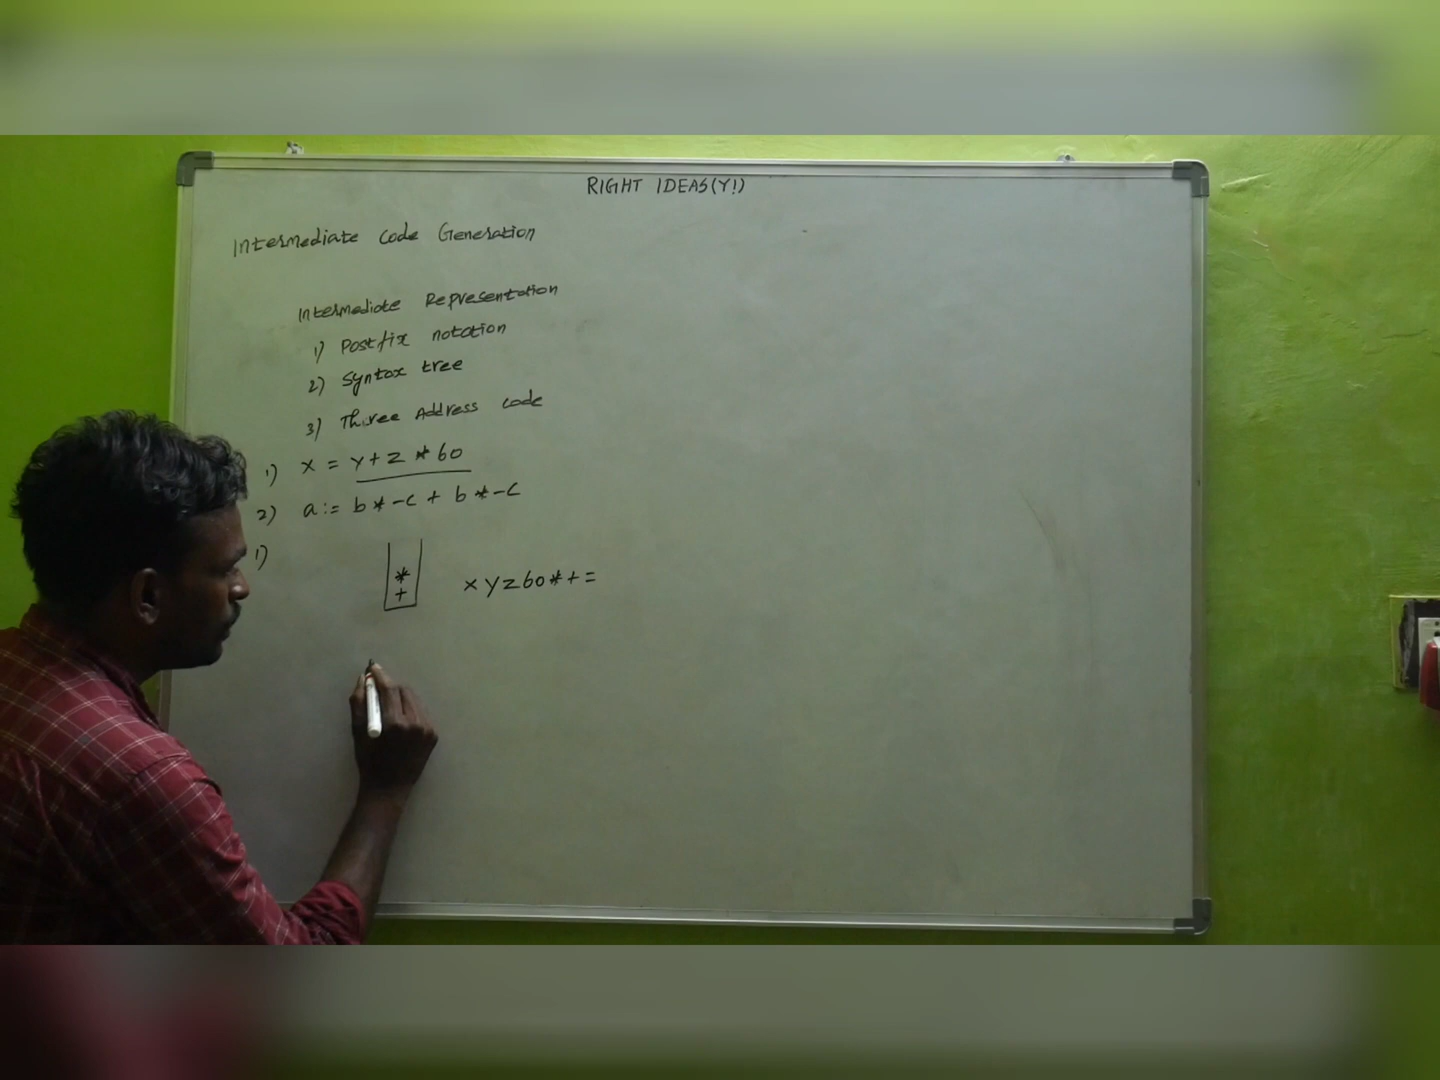 RIGHT IDEAS(Y!)
Intermediate Code Generation
Intermediate Representation
1) Postfix notation
2) Syntax tree
3) Three Address code
1) x = y + z * 60
2) a := b * -c + b * -c
1)
*
+
x y z 60 * + =